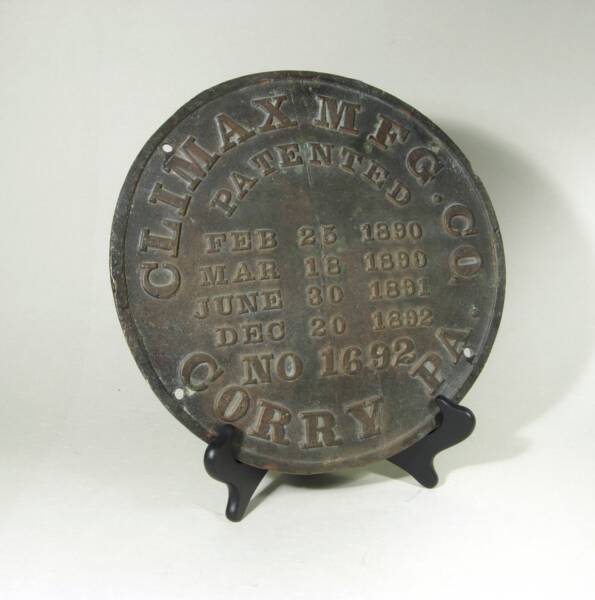 CLIMAX MFG. CO.
PATENTED
FEB 25 1890
MAR 18 1890
JUNE 30 1891
DEC 20 1892
NO 1692
CORRY PA.